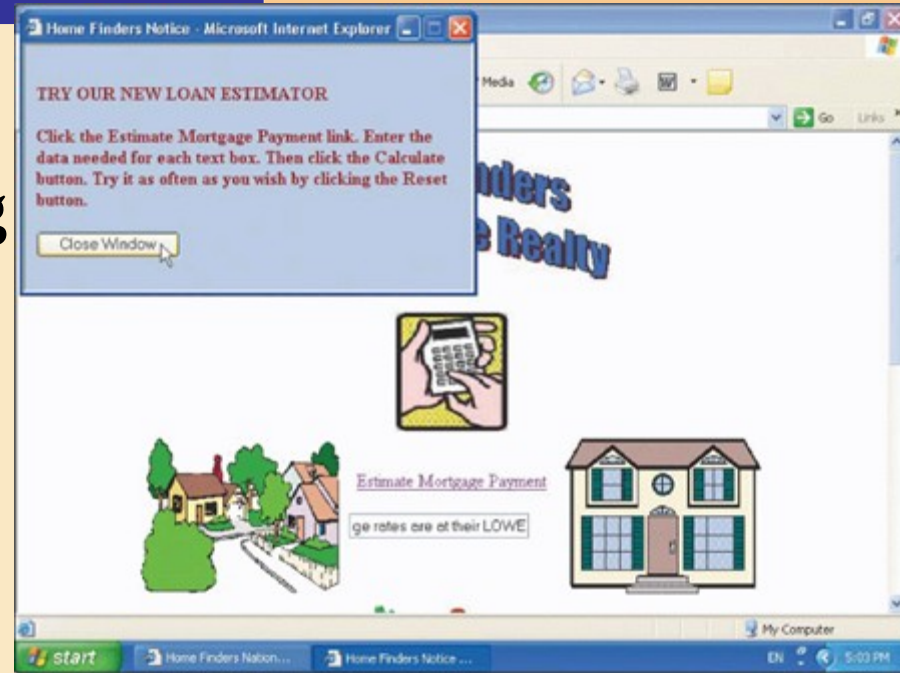 Home Finders Notice - Microsoft Internet Explorer
TRY OUR NEW LOAN ESTIMATOR
Click the Estimate Mortgage Payment link. Enter the
data needed for each text box. Then click the Calculate
button. Try it as often as you wish by clicking the Reset
button.
Close Window
g
Media
W
Go
Links
nders
e Realty
Estimate Mortgage Payment
ge rates are at their LOWE
My Computer
start
Home Finders Nation...
Home Finders Notice ...
EN
5:03 PM